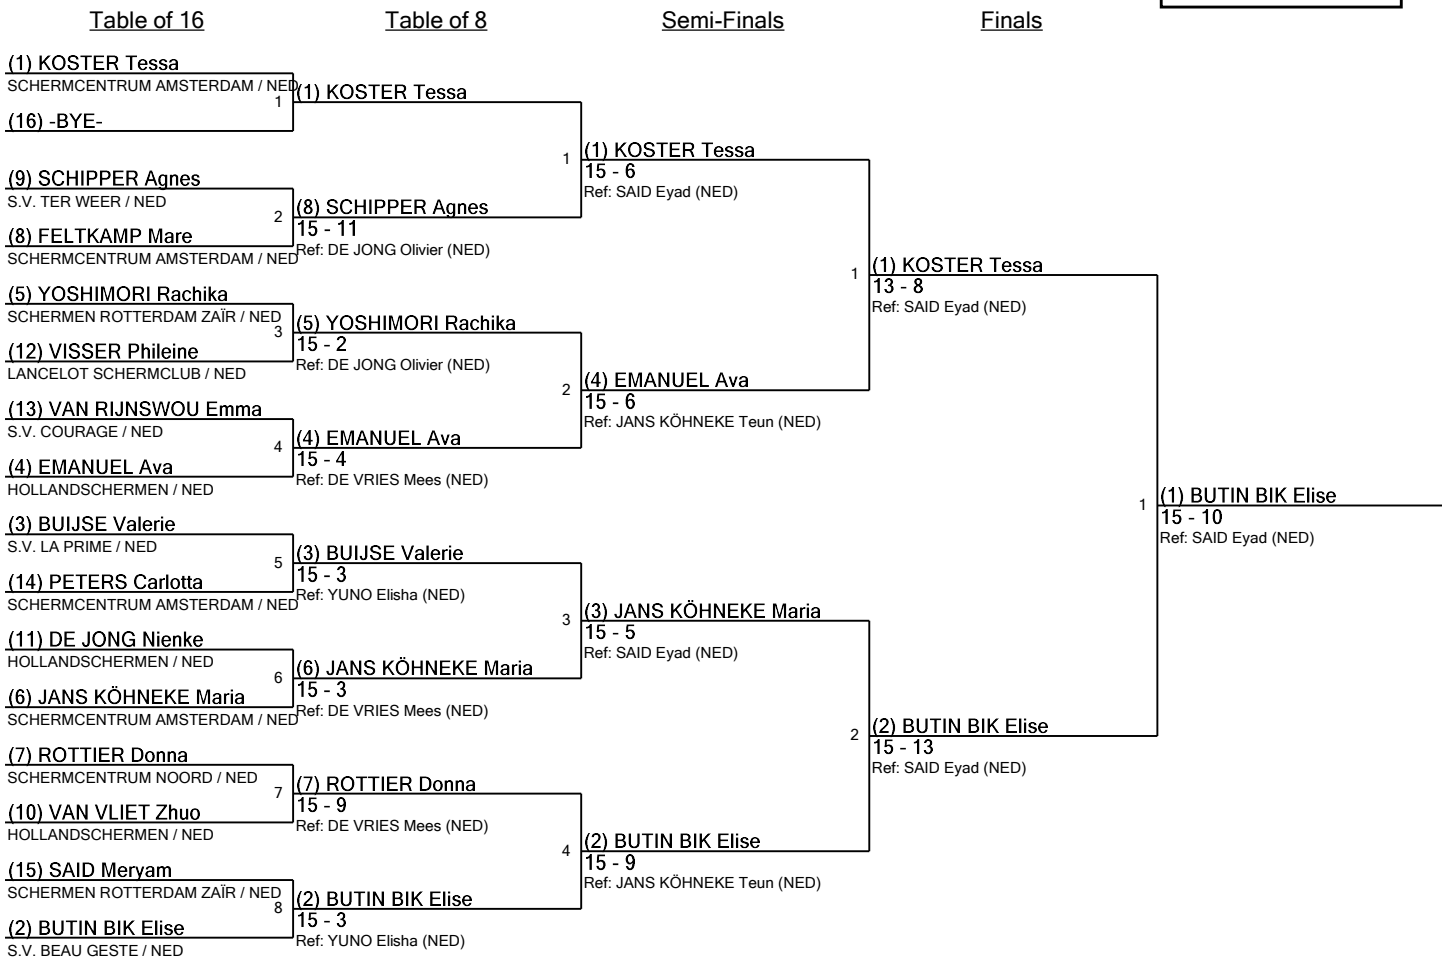 Table of 16
Table of 8
Semi-Finals
Finals
(1) KOSTER Tessa
SCHERMCENTRUM AMSTERDAM / NED
1
(16) -BYE-
(9) SCHIPPER Agnes
S.V. TER WEER / NED
2
(8) FELTKAMP Mare
SCHERMCENTRUM AMSTERDAM / NED
(5) YOSHIMORI Rachika
SCHERMEN ROTTERDAM ZAÏR / NED
3
(12) VISSER Phileine
LANCELOT SCHERMCLUB / NED
(13) VAN RIJNSWOU Emma
S.V. COURAGE / NED
4
(4) EMANUEL Ava
HOLLANDSCHERMEN / NED
(3) BUIJSE Valerie
S.V. LA PRIME / NED
5
(14) PETERS Carlotta
SCHERMCENTRUM AMSTERDAM / NED
(11) DE JONG Nienke
HOLLANDSCHERMEN / NED
6
(6) JANS KÖHNEKE Maria
SCHERMCENTRUM AMSTERDAM / NED
(7) ROTTIER Donna
SCHERMCENTRUM NOORD / NED
7
(10) VAN VLIET Zhuo
HOLLANDSCHERMEN / NED
(15) SAID Meryam
SCHERMEN ROTTERDAM ZAÏR / NED
8
(2) BUTIN BIK Elise
S.V. BEAU GESTE / NED
(1) KOSTER Tessa
1
(8) SCHIPPER Agnes
15 - 11
Ref: DE JONG Olivier (NED)
(5) YOSHIMORI Rachika
15 - 2
Ref: DE JONG Olivier (NED)
2
(4) EMANUEL Ava
15 - 4
Ref: DE VRIES Mees (NED)
(3) BUIJSE Valerie
15 - 3
Ref: YUNO Elisha (NED)
3
(6) JANS KÖHNEKE Maria
15 - 3
Ref: DE VRIES Mees (NED)
(7) ROTTIER Donna
15 - 9
Ref: DE VRIES Mees (NED)
4
(2) BUTIN BIK Elise
15 - 3
Ref: YUNO Elisha (NED)
(1) KOSTER Tessa
15 - 6
Ref: SAID Eyad (NED)
1
(4) EMANUEL Ava
15 - 6
Ref: JANS KÖHNEKE Teun (NED)
(3) JANS KÖHNEKE Maria
15 - 5
Ref: SAID Eyad (NED)
2
(2) BUTIN BIK Elise
15 - 9
Ref: JANS KÖHNEKE Teun (NED)
(1) KOSTER Tessa
13 - 8
Ref: SAID Eyad (NED)
1
(2) BUTIN BIK Elise
15 - 13
Ref: SAID Eyad (NED)
(1) BUTIN BIK Elise
15 - 10
Ref: SAID Eyad (NED)